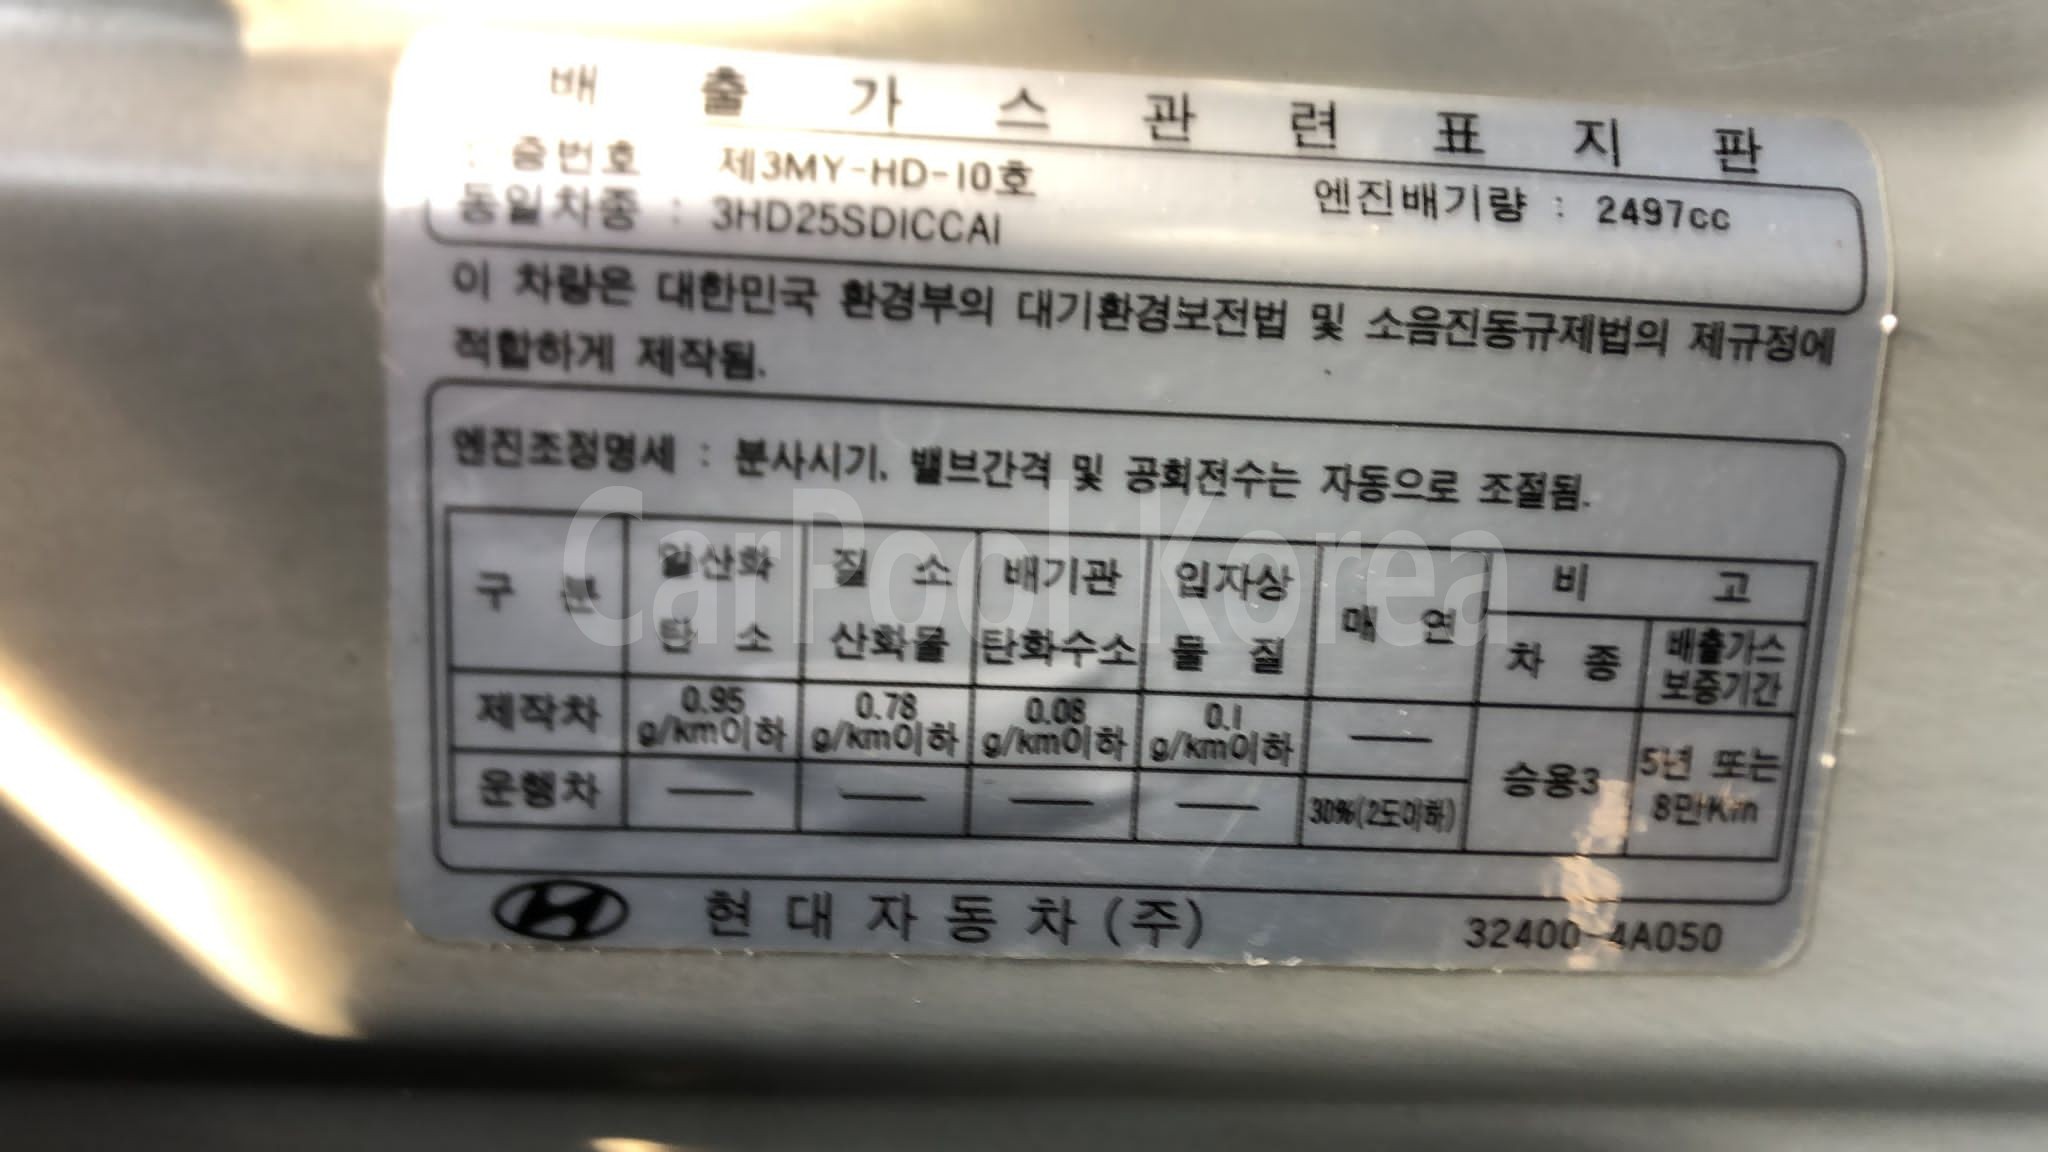 배 출 가 스 관 련 표 지 판
: 증번호 제3MY-HD-10호 엔진배기량 : 2497cc
동일차종 : 3HD25SDICCAI
이 차량은 대한민국 환경부의 대기환경보전법 및 소음진동규제법의 제규정에
적합하게 제작됨.
엔진조정명세 : 분사시기, 밸브간격 및 공회전수는 자동으로 조절됨.
구 분 일산화 탄 소 질 소 산화물 배기관 탄화수소 입자상 물 질 매 연 비 고
차 종 배출가스 보증기간
제작차 0.95 g/km이하 0.78 g/km이하 0.08 g/km이하 0.1 g/km이하 — 승용3 5년 또는 8만Km
운행차 — — — — 30%(2도이하)
현대자동차(주) 32400-4A050
CarPool Korea